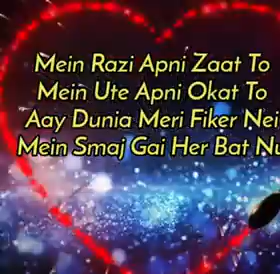 Mein Razi Apni Zaat To
Mein Ute Apni Okat To
Aay Dunia Meri Fiker Nei
Mein Smaj Gai Her Bat Nu